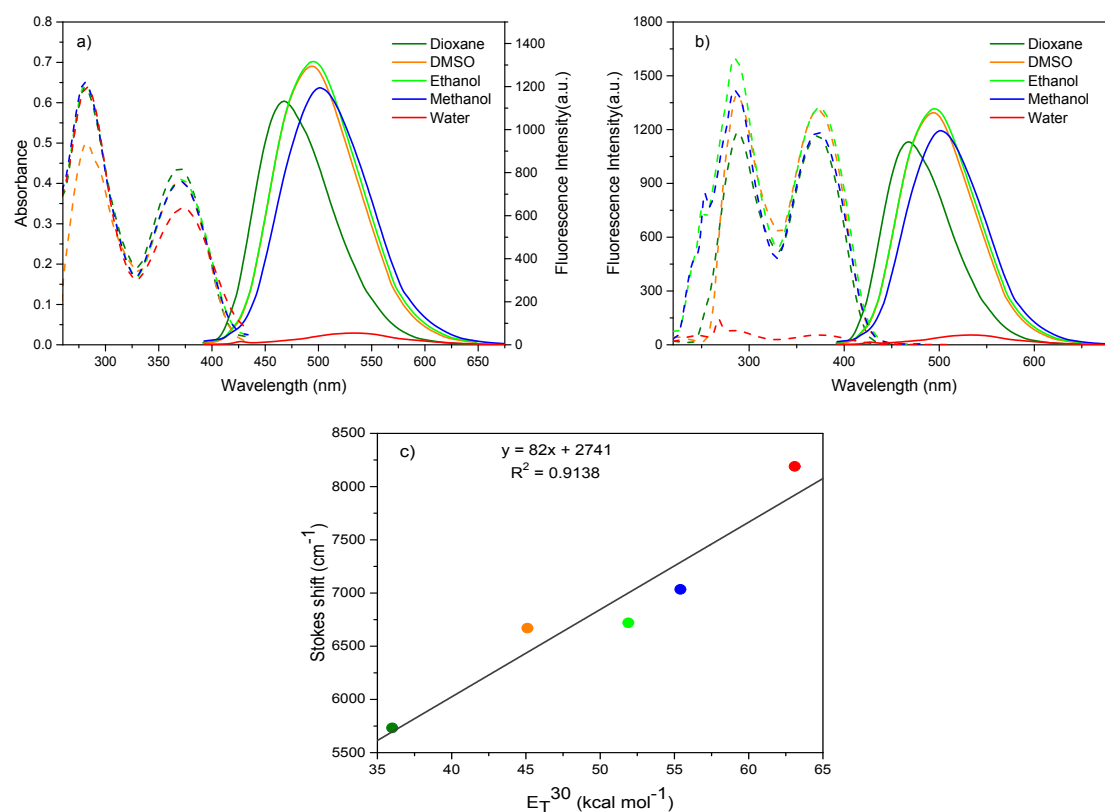 a)
0.8
0.7
0.6
0.5
0.4
0.3
0.2
0.1
0.0
Absorbance
300 350 400 450 500 550 600 650
Wavelength (nm)
1400
1200
1000
800
600
400
200
0
Fluorescence Intensity(a.u.)
Dioxane
DMSO
Ethanol
Methanol
Water
b)
1800
1500
1200
900
600
300
0
Fluorescence Intensity(a.u.)
300 400 500 600
Wavelength (nm)
Dioxane
DMSO
Ethanol
Methanol
Water
c)
y = 82x + 2741
R² = 0.9138
8500
8000
7500
7000
6500
6000
5500
Stokes shift (cm⁻¹)
35 40 45 50 55 60 65
E_T³⁰ (kcal mol⁻¹)